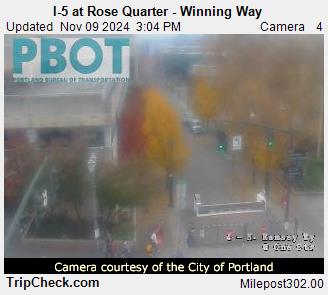 I-5 at Rose Quarter - Winning Way
Updated Nov 09 2024 3:04 PM Camera 4
PBOT
PORTLAND BUREAU OF TRANSPORTATION
Camera courtesy of the City of Portland
TripCheck.com Milepost302.00